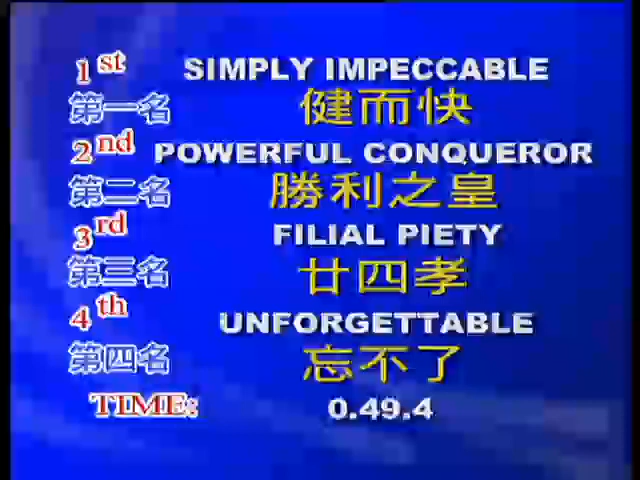 1st SIMPLY IMPECCABLE
第一名 健而快
2nd POWERFUL CONQUEROR
第二名 勝利之皇
3rd FILIAL PIETY
第三名 廿四孝
4th UNFORGETTABLE
第四名 忘不了
TIME: 0.49.4